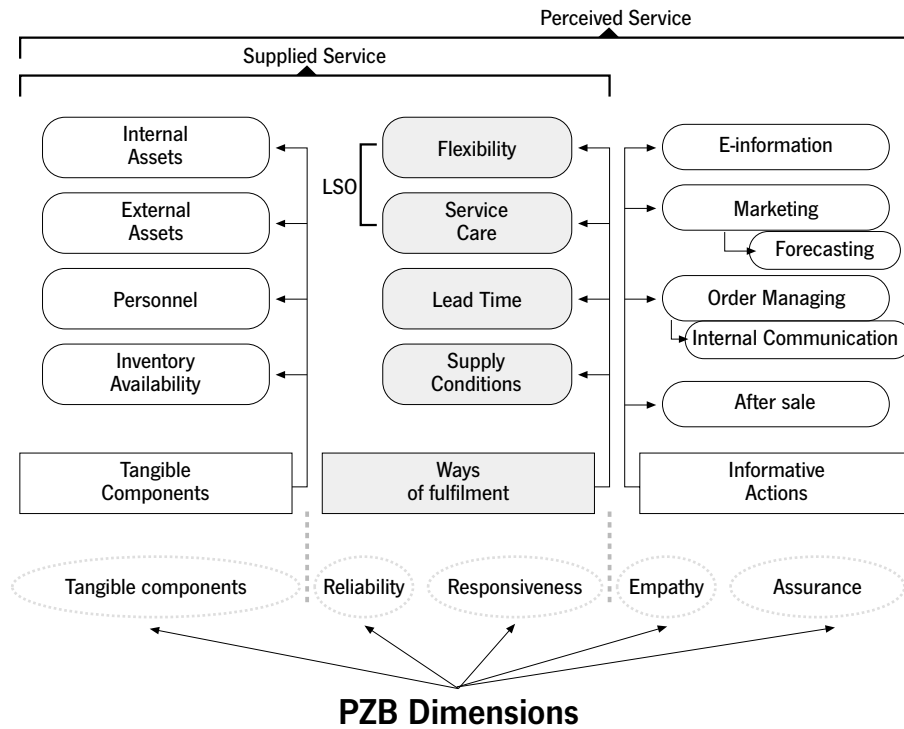 Perceived Service
Supplied Service
Internal
Assets
External
Assets
Personnel
Inventory
Availability
Tangible
Components
LSO
Flexibility
Service
Care
Lead Time
Supply
Conditions
Ways
of fulfilment
E-information
Marketing
Forecasting
Order Managing
Internal Communication
After sale
Informative
Actions
Tangible components
Reliability
Responsiveness
Empathy
Assurance
PZB Dimensions